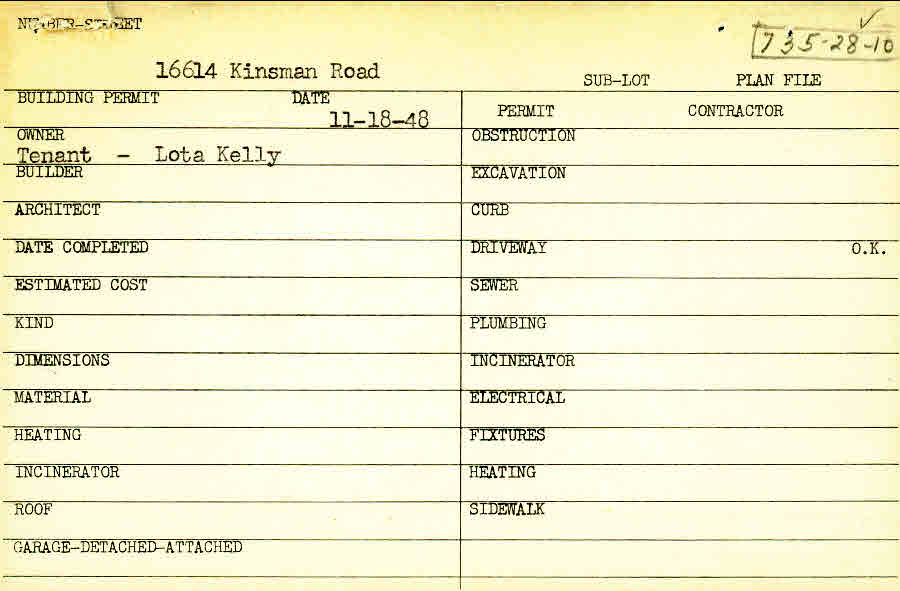 NUMBER-STREET
735-28-10
16614 Kinsman Road
SUB-LOT PLAN FILE
BUILDING PERMIT DATE
11-18-48
PERMIT CONTRACTOR
OWNER
Tenant - Lota Kelly
OBSTRUCTION
BUILDER
EXCAVATION
ARCHITECT
CURB
DATE COMPLETED
DRIVEWAY O.K.
ESTIMATED COST
SEWER
KIND
PLUMBING
DIMENSIONS
INCINERATOR
MATERIAL
ELECTRICAL
HEATING
FIXTURES
INCINERATOR
HEATING
ROOF
SIDEWALK
GARAGE-DETACHED-ATTACHED